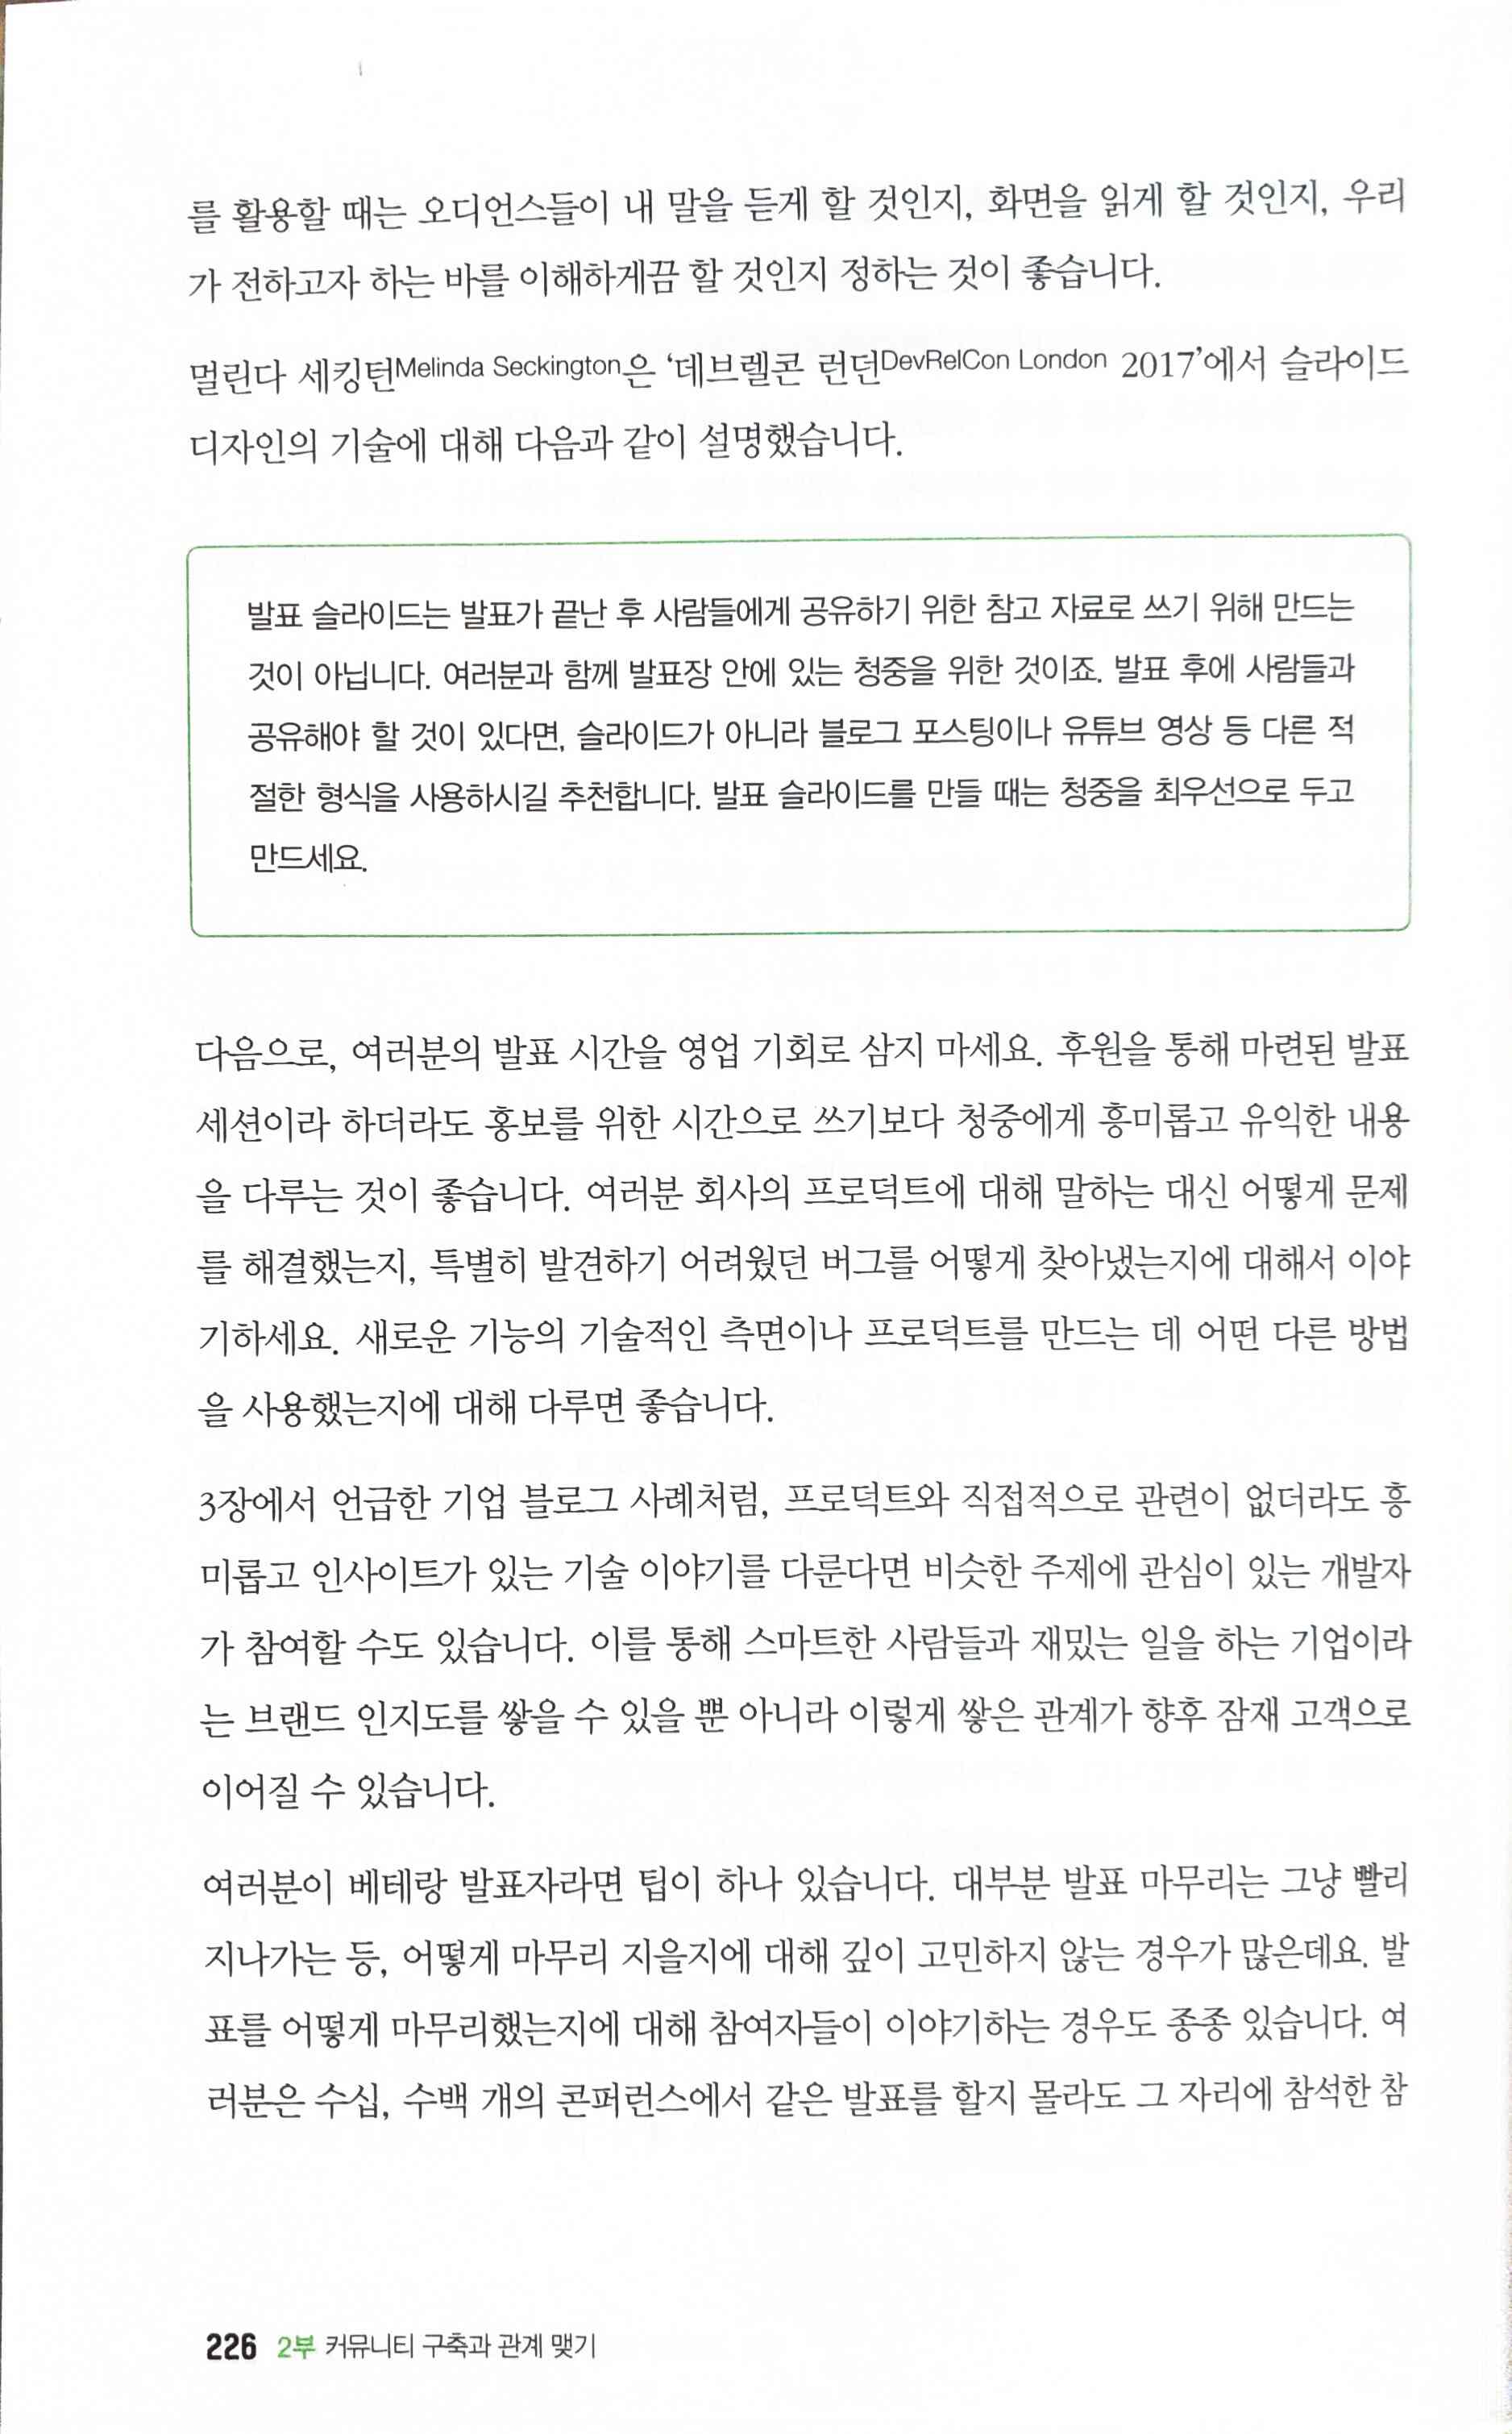 를 활용할 때는 오디언스들이 내 말을 듣게 할 것인지, 화면을 읽게 할 것인지, 우리
가 전하고자 하는 바를 이해하게끔 할 것인지 정하는 것이 좋습니다.
멀린다 세킹턴Melinda Seckington은 ‘데브렐콘 런던DevRelCon London 2017’에서 슬라이드
디자인의 기술에 대해 다음과 같이 설명했습니다.
발표 슬라이드는 발표가 끝난 후 사람들에게 공유하기 위한 참고 자료로 쓰기 위해 만드는
것이 아닙니다. 여러분과 함께 발표장 안에 있는 청중을 위한 것이죠. 발표 후에 사람들과
공유해야 할 것이 있다면, 슬라이드가 아니라 블로그 포스팅이나 유튜브 영상 등 다른 적
절한 형식을 사용하시길 추천합니다. 발표 슬라이드를 만들 때는 청중을 최우선으로 두고
만드세요.
다음으로, 여러분의 발표 시간을 영업 기회로 삼지 마세요. 후원을 통해 마련된 발표
세션이라 하더라도 홍보를 위한 시간으로 쓰기보다 청중에게 흥미롭고 유익한 내용
을 다루는 것이 좋습니다. 여러분 회사의 프로덕트에 대해 말하는 대신 어떻게 문제
를 해결했는지, 특별히 발견하기 어려웠던 버그를 어떻게 찾아냈는지에 대해서 이야
기하세요. 새로운 기능의 기술적인 측면이나 프로덕트를 만드는 데 어떤 다른 방법
을 사용했는지에 대해 다루면 좋습니다.
3장에서 언급한 기업 블로그 사례처럼, 프로덕트와 직접적으로 관련이 없더라도 흥
미롭고 인사이트가 있는 기술 이야기를 다룬다면 비슷한 주제에 관심이 있는 개발자
가 참여할 수도 있습니다. 이를 통해 스마트한 사람들과 재밌는 일을 하는 기업이라
는 브랜드 인지도를 쌓을 수 있을 뿐 아니라 이렇게 쌓은 관계가 향후 잠재 고객으로
이어질 수 있습니다.
여러분이 베테랑 발표자라면 팁이 하나 있습니다. 대부분 발표 마무리는 그냥 빨리
지나가는 등, 어떻게 마무리 지을지에 대해 깊이 고민하지 않는 경우가 많은데요. 발
표를 어떻게 마무리했는지에 대해 참여자들이 이야기하는 경우도 종종 있습니다. 여
러분은 수십, 수백 개의 콘퍼런스에서 같은 발표를 할지 몰라도 그 자리에 참석한 참
226 2부 커뮤니티 구축과 관계 맺기